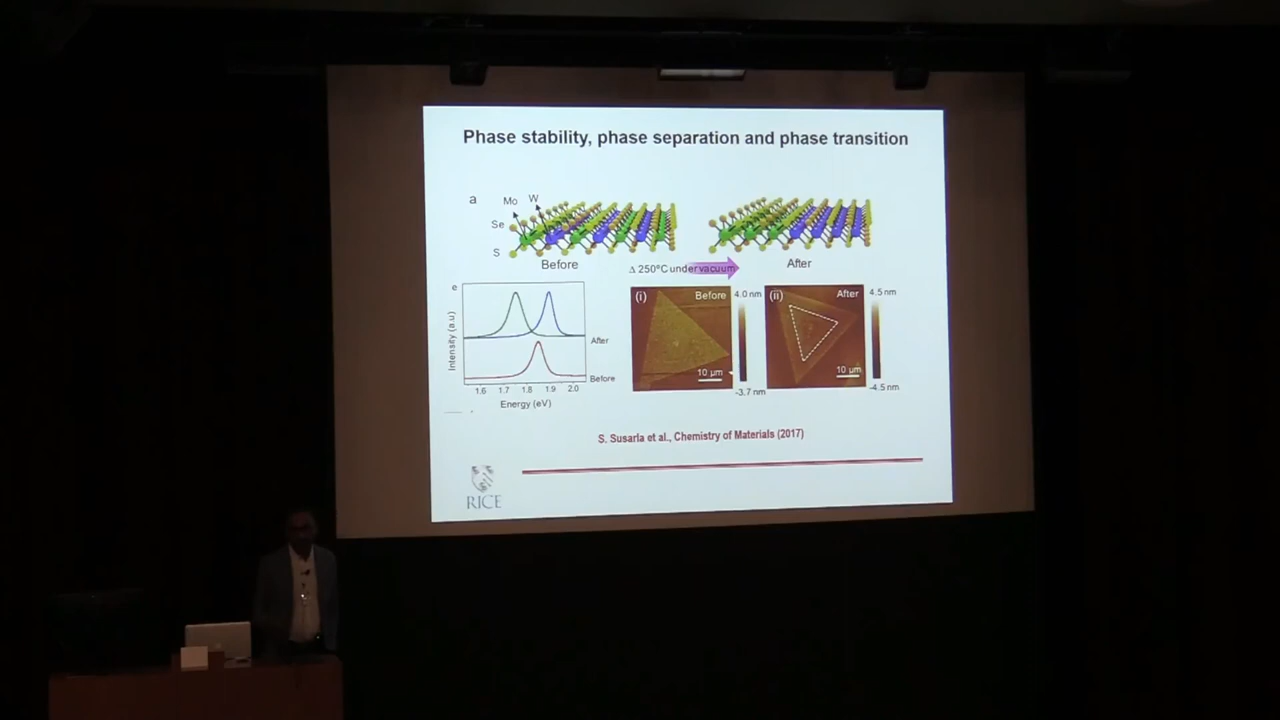 Phase stability, phase separation and phase transition
a
Mo
W
Se
S
Before
Δ 250°C under vacuum
After
e
Intensity (a.u)
After
Before
1.6 1.7 1.8 1.9 2.0
Energy (eV)
(i)
Before
10 µm
4.0 nm
-3.7 nm
(ii)
After
10 µm
4.5 nm
-4.5 nm
S. Susarla et al., Chemistry of Materials (2017)
RICE